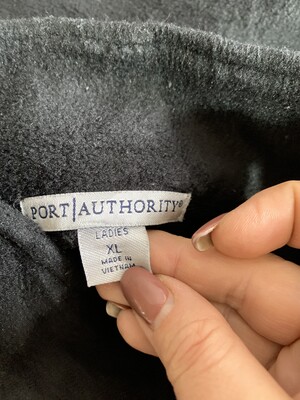 PORT|AUTHORITY®
LADIES
XL
MADE IN
VIETNAM